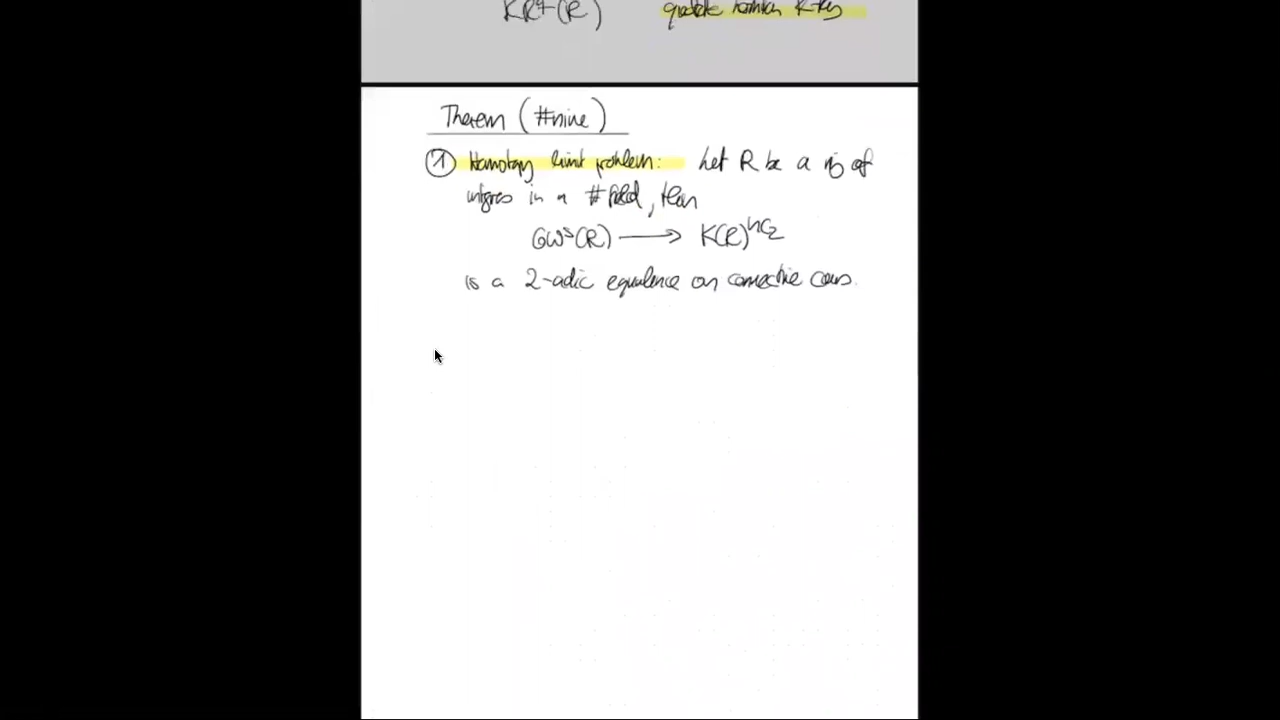 KR^q(R) quadratic hermitian K-theory
Theorem (#nine)
① Homotopy limit problem: Let R be a ring of
integers in a #field, then
GW^s(R) ⟶ K(R)^{hC_2}
is a 2-adic equivalence on connective covers.